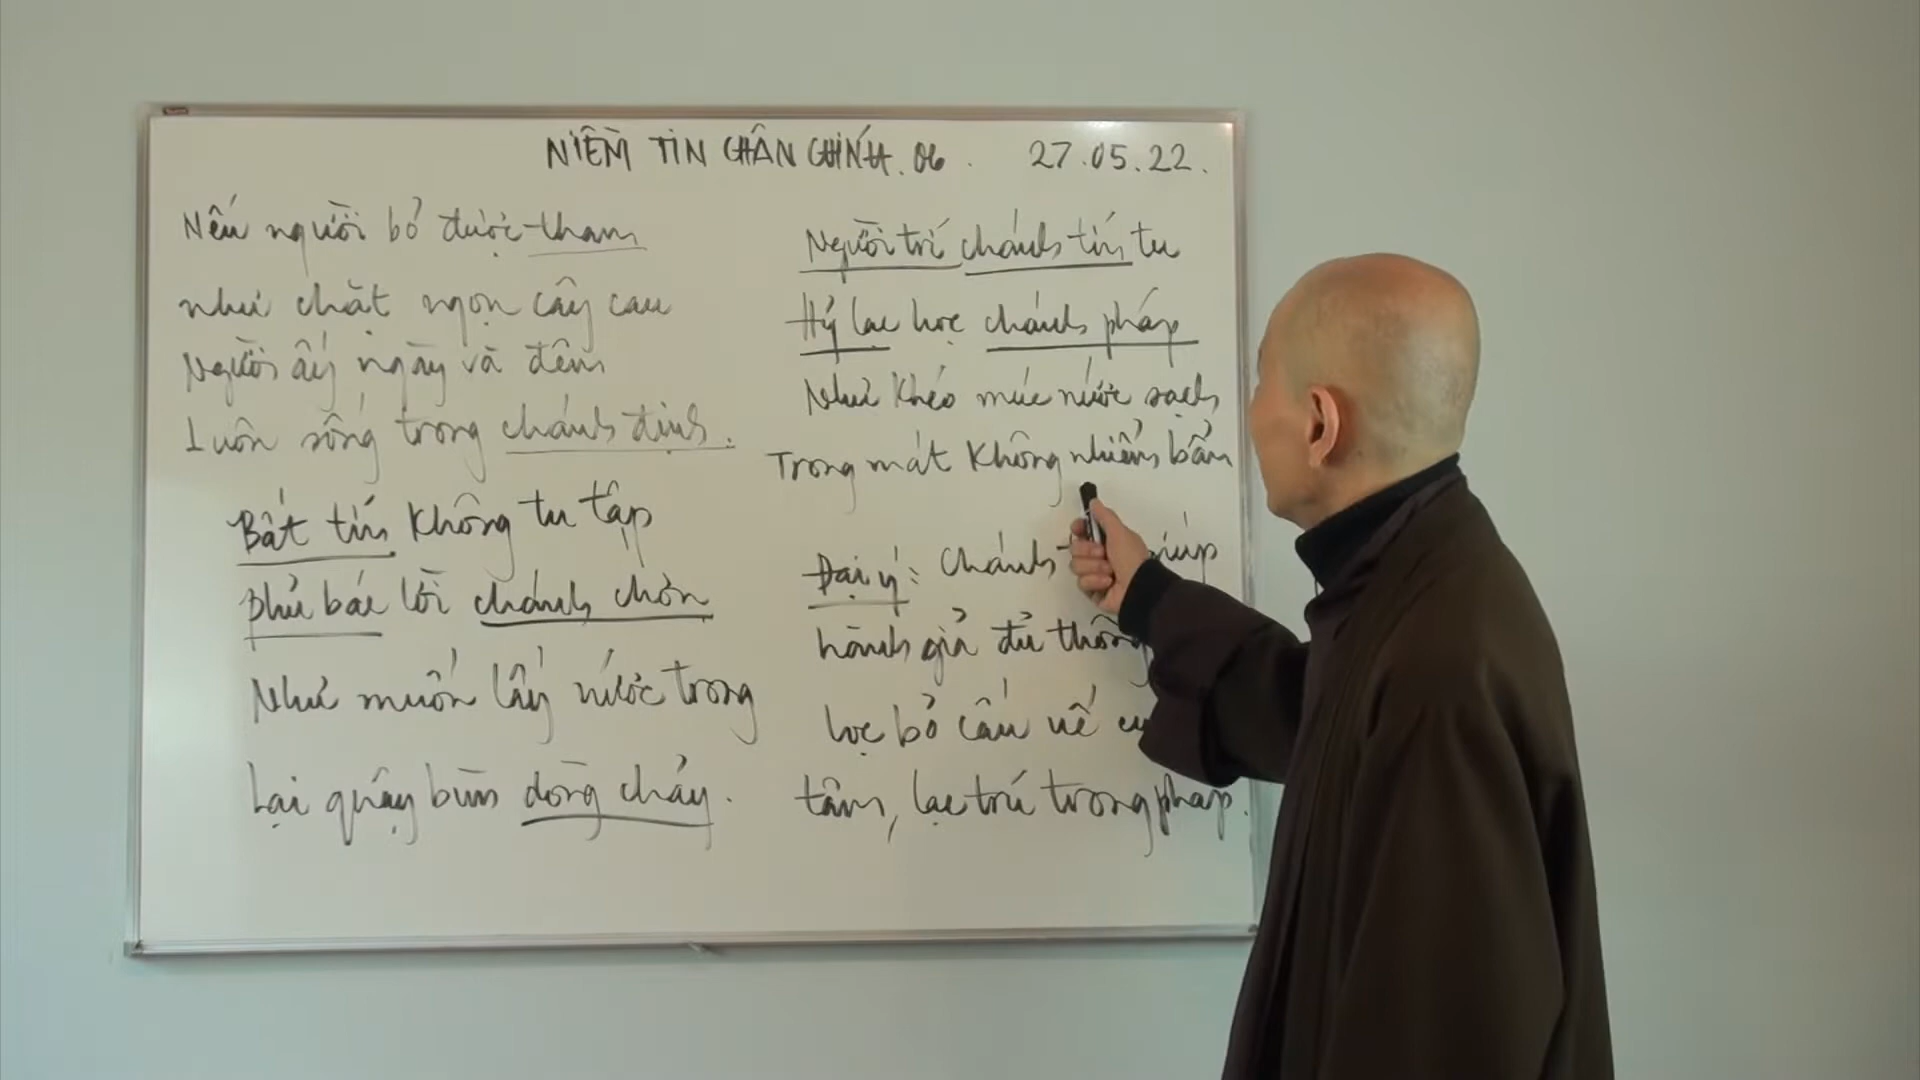 NIỀM TIN CHÂN CHÍNH.06. 27.05.22.
Nếu người bỏ được tham
như chặt ngọn cây cau
Người ấy ngày và đêm
Luôn sống trong chánh định.
Bất tín không tu tập
Phủ bác lời chánh chơn
Như muốn lấy nước trong
Lại quậy bùn dòng chảy.
Người trí chánh tín tu
Hỷ lạc học chánh pháp
Như khéo múc nước sạch
Trong mát không nhiễm bẩn
Đại ý: Chánh giúp
hành giả đủ
lọc bỏ cấu uế
tâm, lạc trú trong pháp.